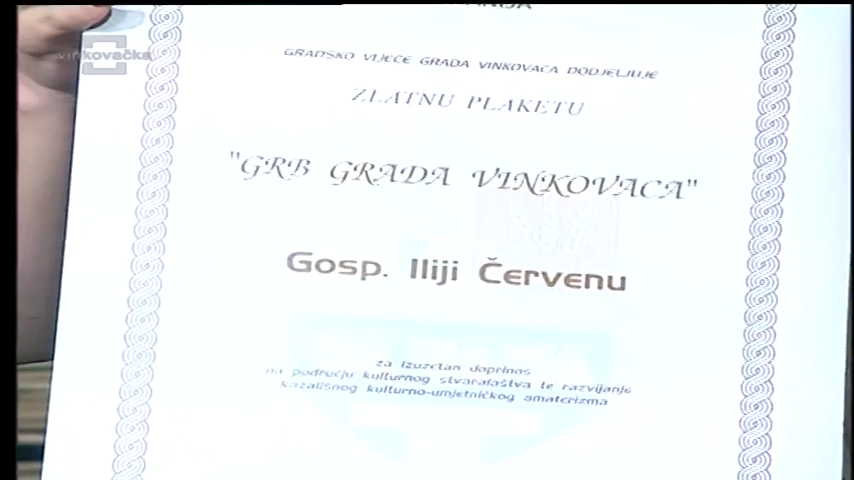 vinkovačka
GRADSKO VIJEĆE GRADA VINKOVACA DODJELJUJE
ZLATNU PLAKETU
"GRB GRADA VINKOVACA"
Gosp. Iliji Červenu
za izuzetan doprinos
na području kulturnog stvaralaštva te razvijanje
kazališnog kulturno-umjetničkog amaterizma